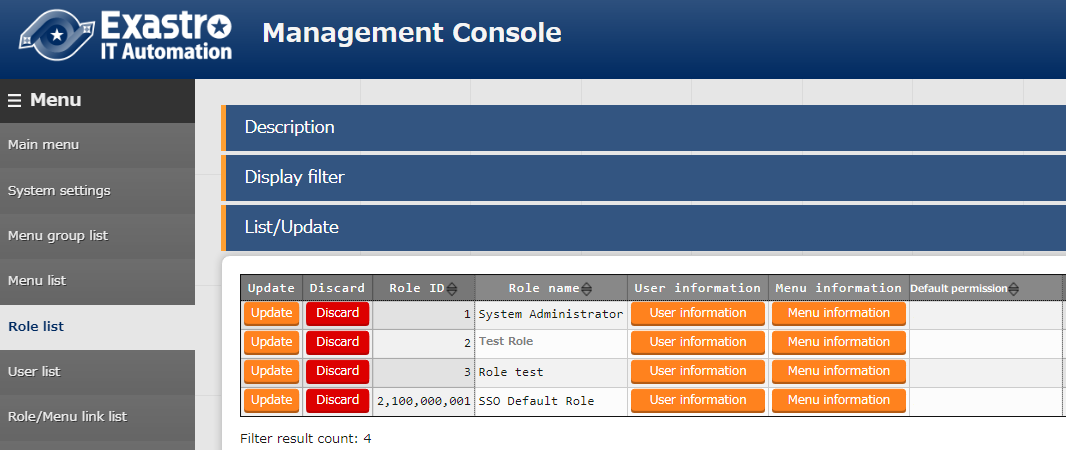 Exastro
IT Automation
Management Console
Menu
Main menu
System settings
Menu group list
Menu list
Role list
User list
Role/Menu link list
Description
Display filter
List/Update
Update Discard Role ID Role name User information Menu information Default permission
Update Discard 1 System Administrator User information Menu information
Update Discard 2 Test Role User information Menu information
Update Discard 3 Role test User information Menu information
Update Discard 2,100,000,001 SSO Default Role User information Menu information
Filter result count: 4